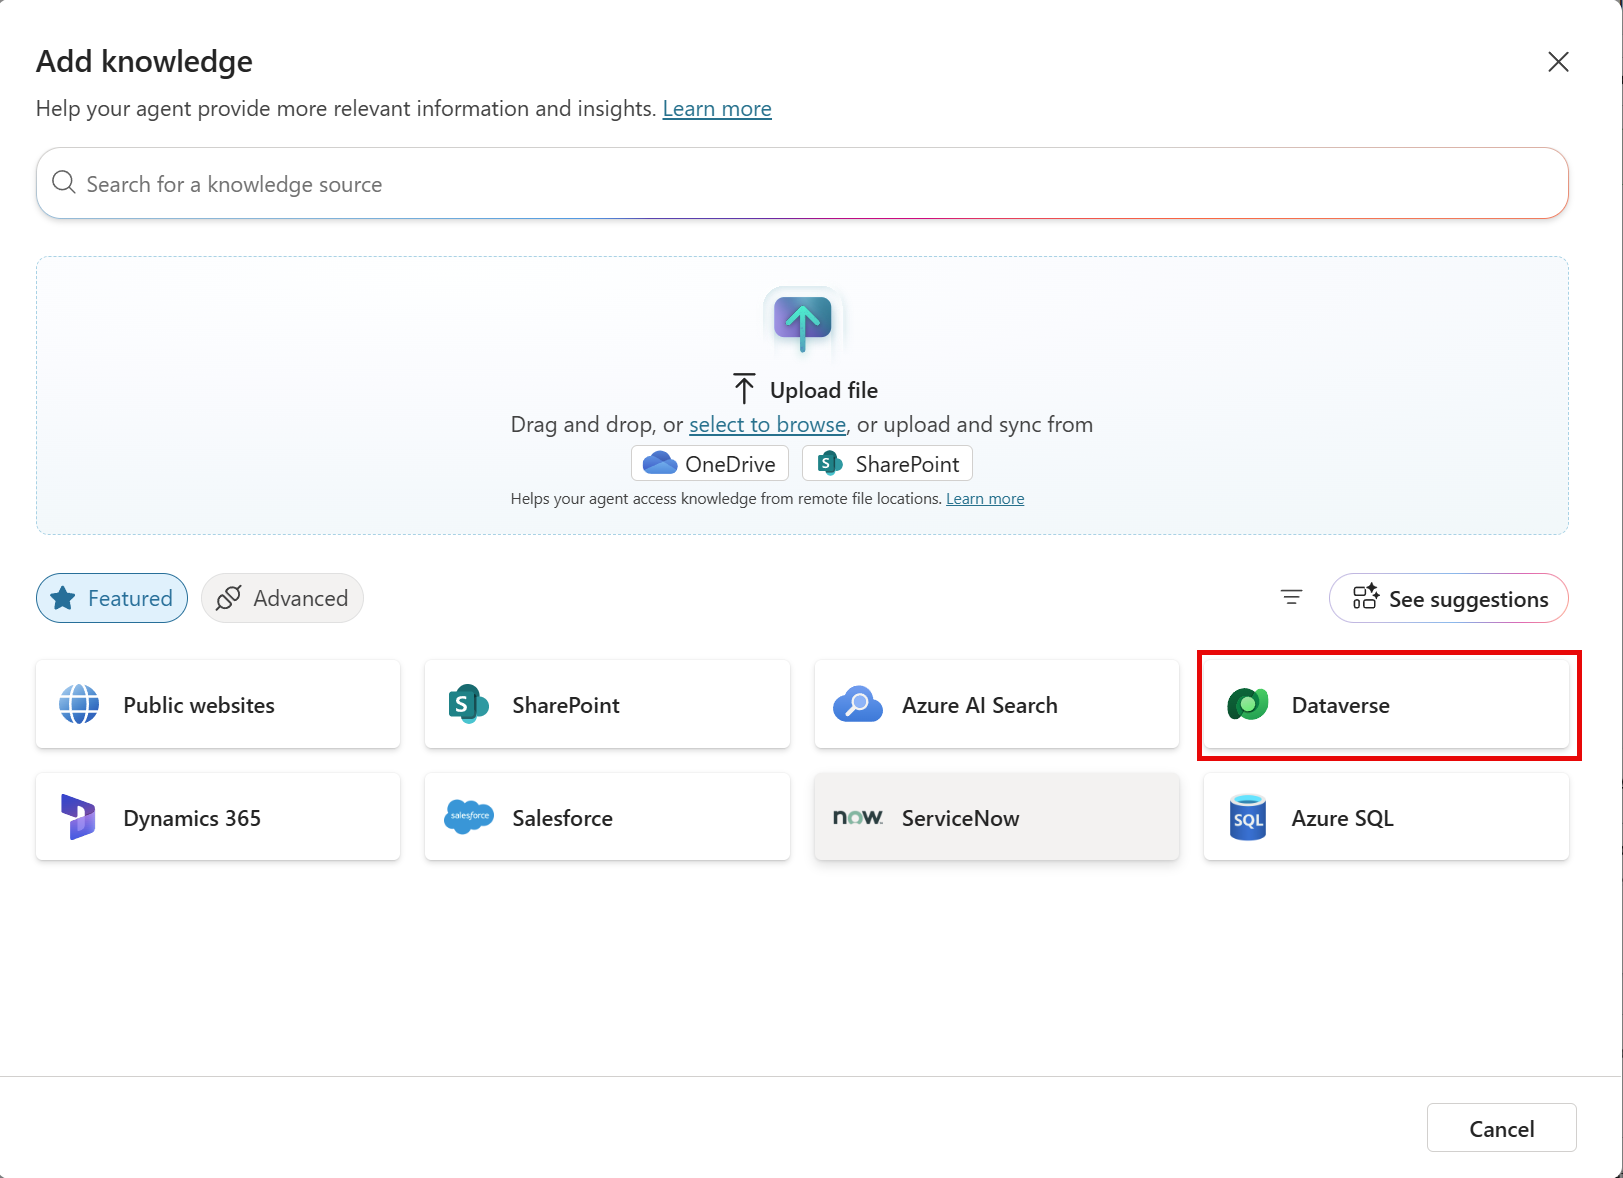 Add knowledge
Help your agent provide more relevant information and insights. Learn more
Search for a knowledge source
Upload file
Drag and drop, or select to browse, or upload and sync from
OneDrive
S SharePoint
Helps your agent access knowledge from remote file locations. Learn more
Featured
Advanced
See suggestions
Public websites
S SharePoint
Azure AI Search
Dataverse
Dynamics 365
salesforce Salesforce
now. ServiceNow
SQL Azure SQL
Cancel